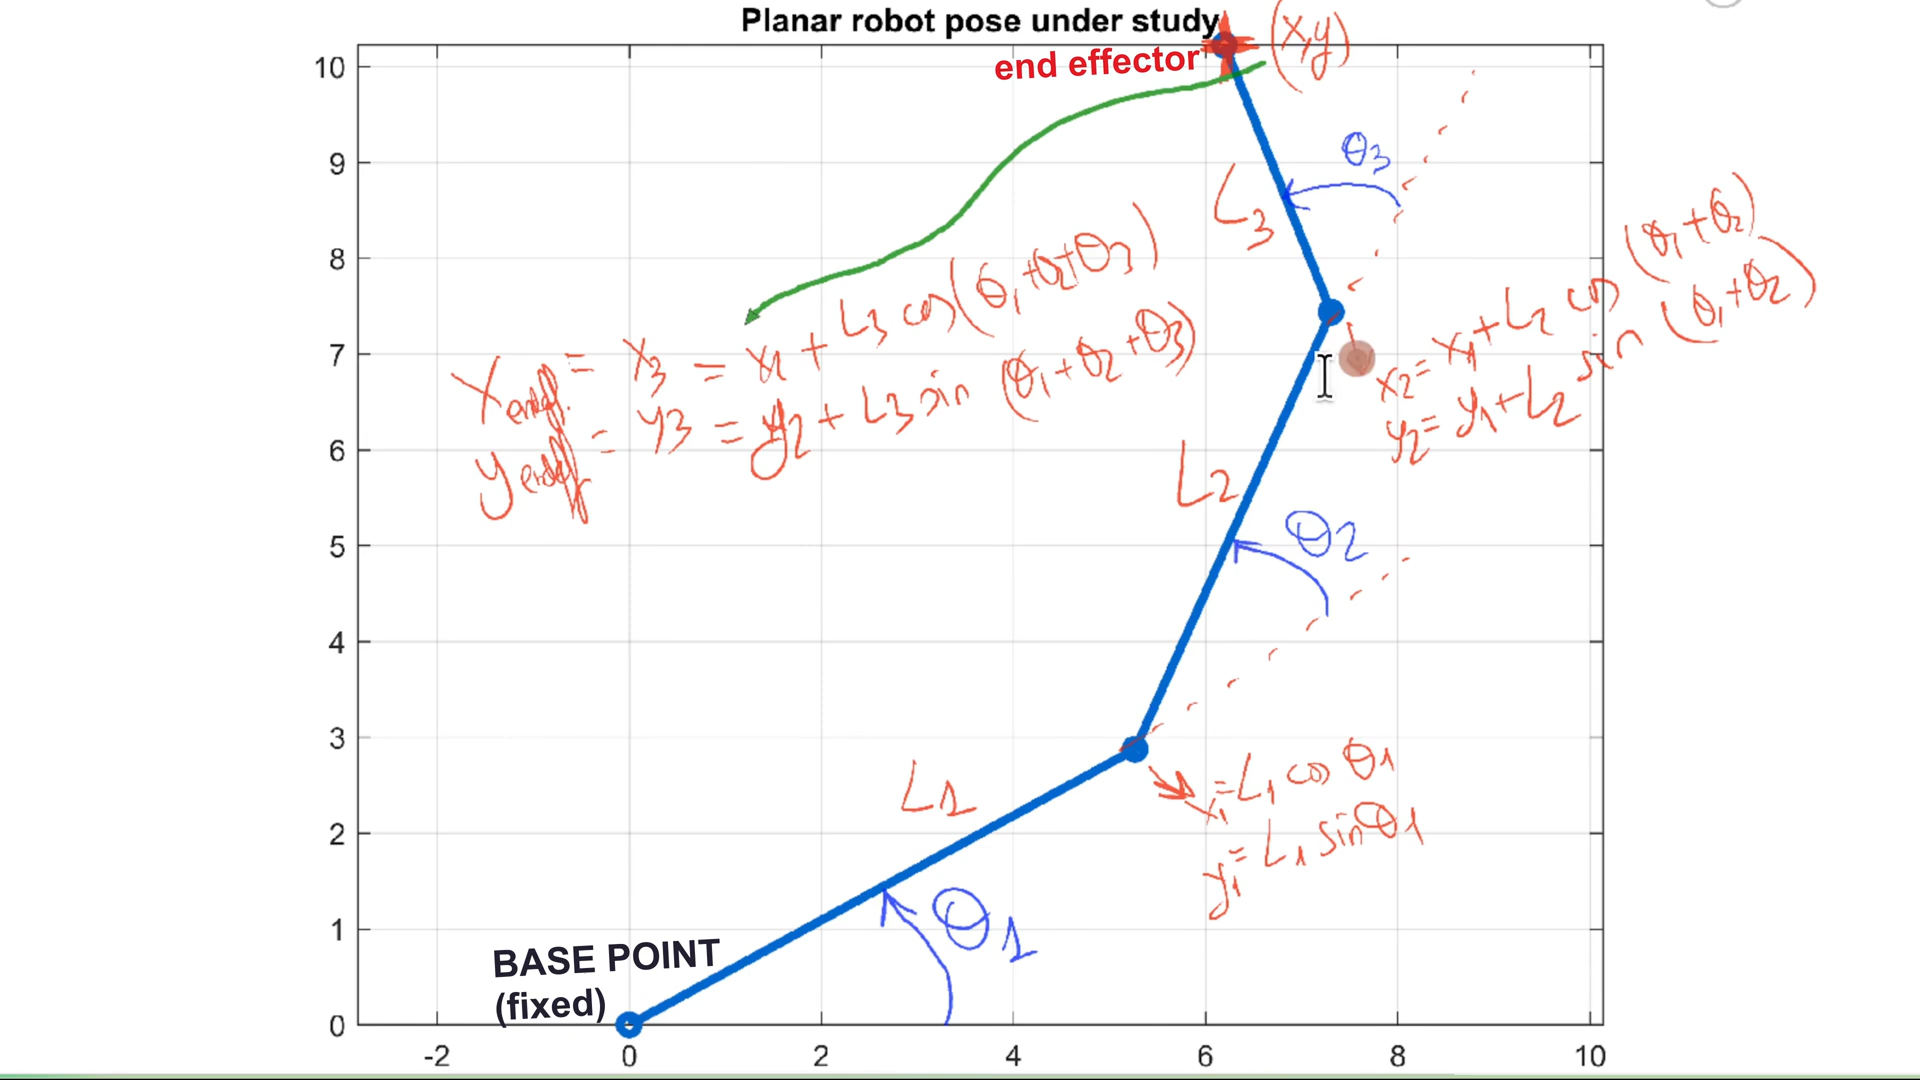 Planar robot pose under study
end effector
(x,y)
θ3
L3
x2 = x1 + L2 cos (θ1+θ2)
y2 = y1 + L2 sin (θ1+θ2)
= x3 = x2 + L3 cos(θ1+θ2+θ3)
= y3 = y2 + L3 sin (θ1+θ2+θ3)
L2
θ2
L1
x1 = L1 cos θ1
y1 = L1 sin θ1
θ1
BASE POINT
(fixed)
10
9
8
7
6
5
4
3
2
1
0
-2 0 2 4 6 8 10